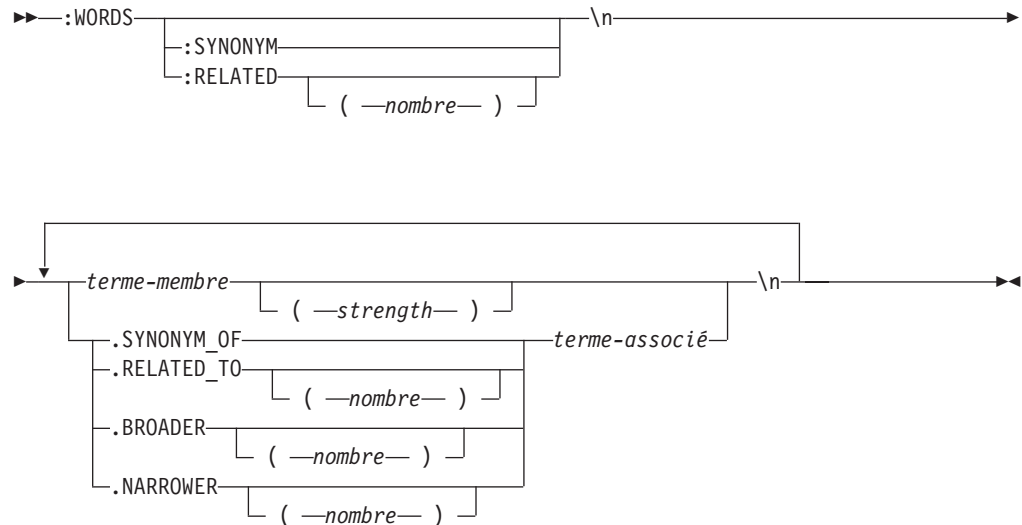 :WORDS \n
:SYNONYM
:RELATED
( nombre )
terme-membre \n
( strength )
.SYNONYM_OF terme-associé
.RELATED_TO
( nombre )
.BROADER
( nombre )
.NARROWER
( nombre )